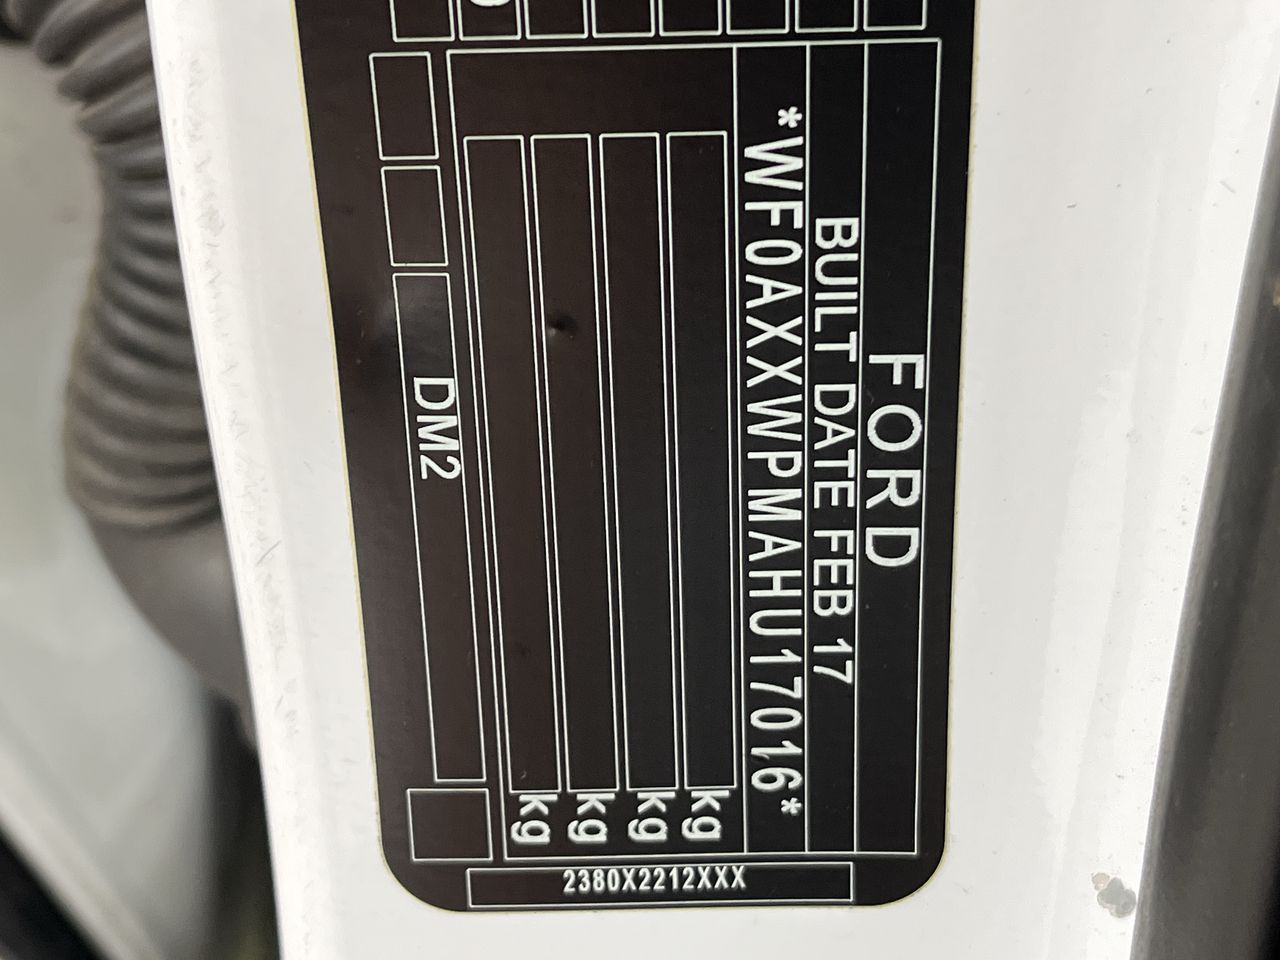 FORD
BUILT DATE FEB 17
*WF0AXXWPMAHU17016*
kg
kg
kg
kg
DM2
2380X2212XXX